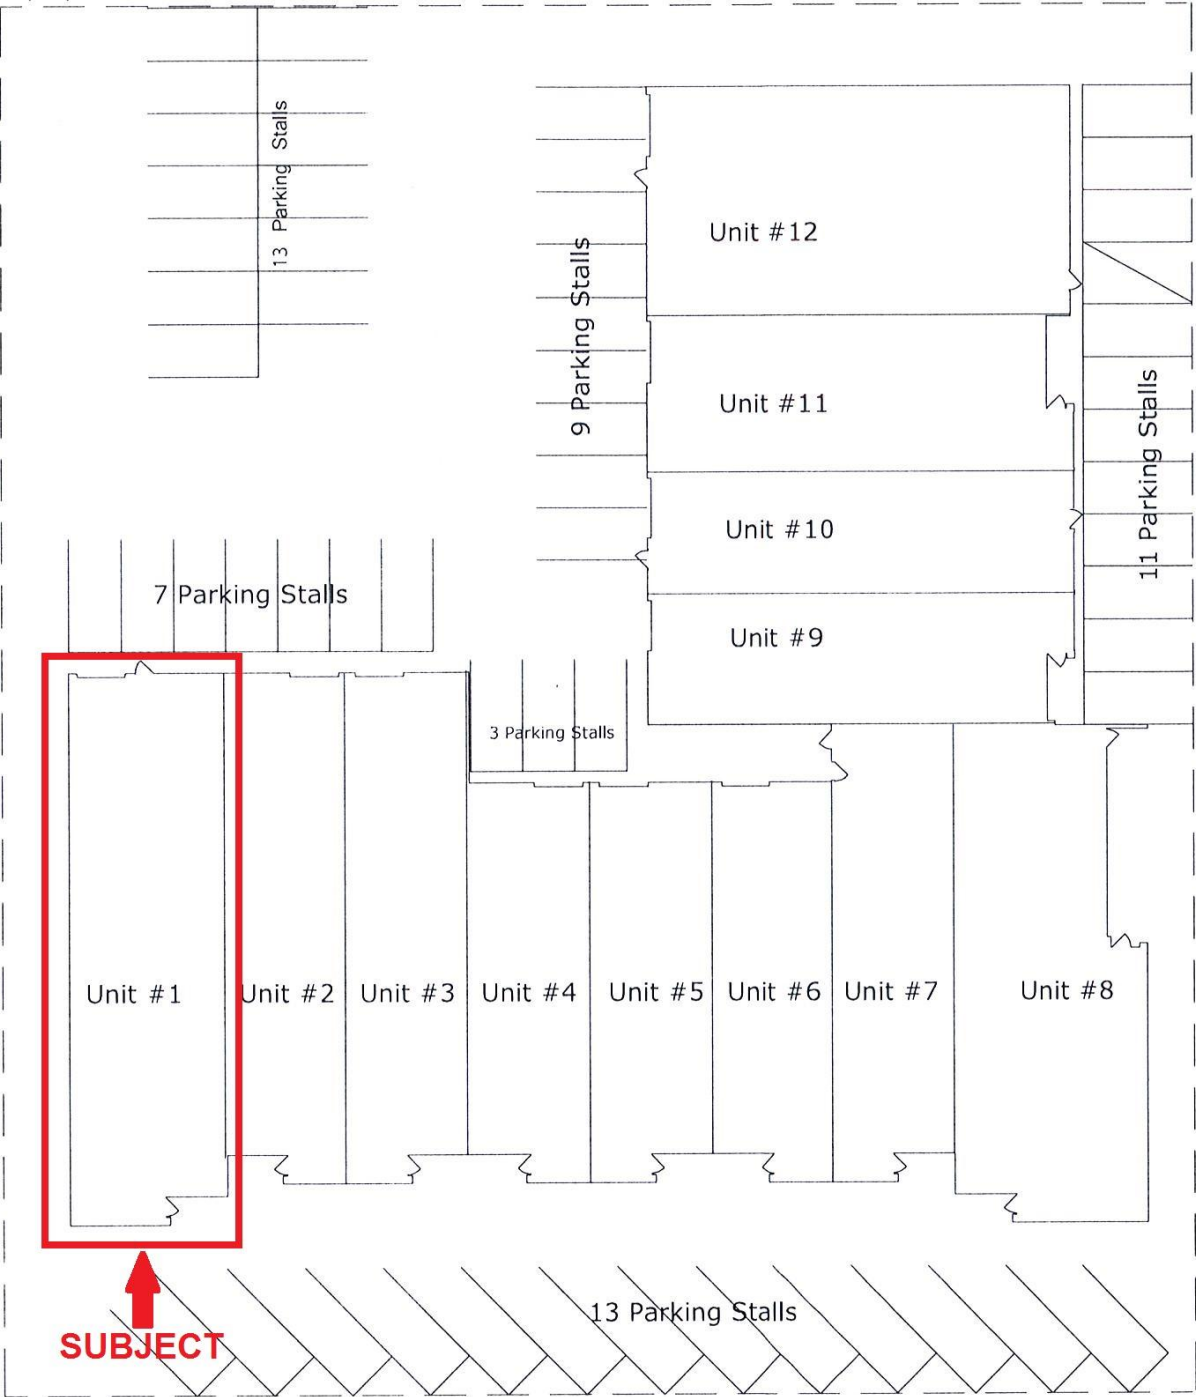 13 Parking Stalls
Unit #12
9 Parking Stalls
Unit #11
11 Parking Stalls
Unit #10
7 Parking Stalls
Unit #9
3 Parking Stalls
Unit #1
Unit #2
Unit #3
Unit #4
Unit #5
Unit #6
Unit #7
Unit #8
13 Parking Stalls
SUBJECT